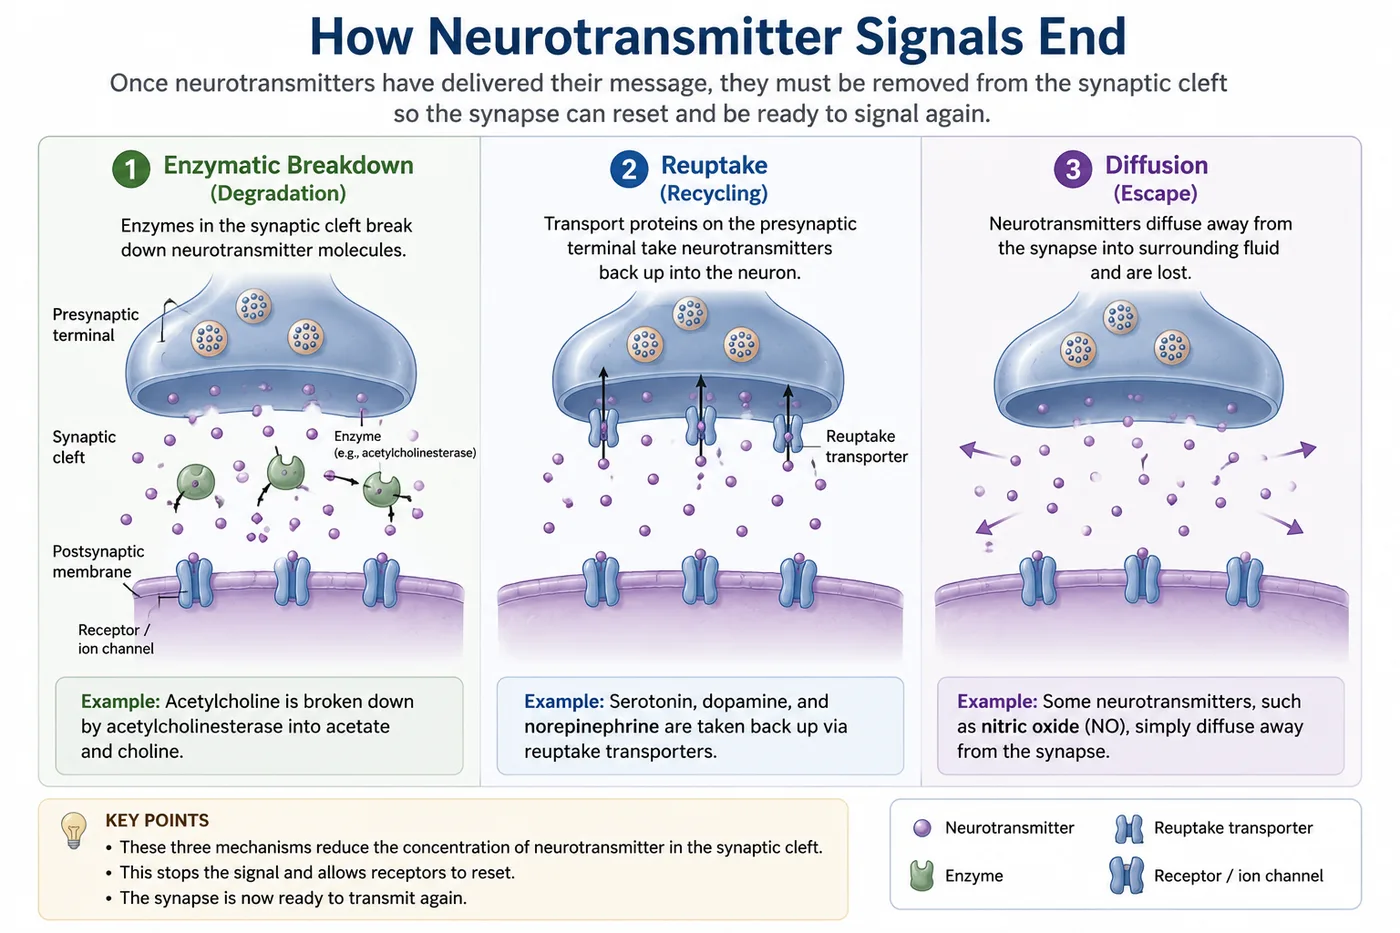 How Neurotransmitter Signals End
Once neurotransmitters have delivered their message, they must be removed from the synaptic cleft
so the synapse can reset and be ready to signal again.
1 Enzymatic Breakdown
(Degradation)
Enzymes in the synaptic cleft break
down neurotransmitter molecules.
Presynaptic
terminal
Synaptic
cleft
Enzyme
(e.g., acetylcholinesterase)
Postsynaptic
membrane
Receptor /
ion channel
Example: Acetylcholine is broken down
by acetylcholinesterase into acetate
and choline.
2 Reuptake
(Recycling)
Transport proteins on the presynaptic
terminal take neurotransmitters
back up into the neuron.
Reuptake
transporter
Example: Serotonin, dopamine, and
norepinephrine are taken back up via
reuptake transporters.
3 Diffusion
(Escape)
Neurotransmitters diffuse away from
the synapse into surrounding fluid
and are lost.
Example: Some neurotransmitters, such
as nitric oxide (NO), simply diffuse away
from the synapse.
KEY POINTS
• These three mechanisms reduce the concentration of neurotransmitter in the synaptic cleft.
• This stops the signal and allows receptors to reset.
• The synapse is now ready to transmit again.
Neurotransmitter
Reuptake transporter
Enzyme
Receptor / ion channel